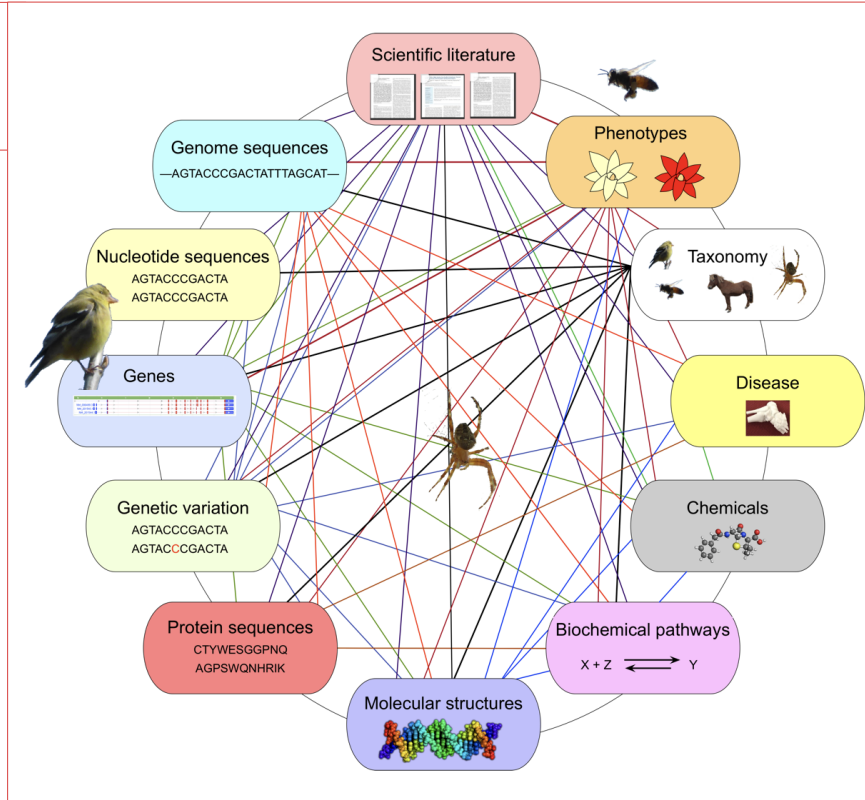 Scientific literature
Phenotypes
Genome sequences
—AGTACCCGACTATTTAGCAT—
Taxonomy
Nucleotide sequences
AGTACCCGACTA
AGTACCCGACTA
Genes
Disease
Genetic variation
AGTACCCGACTA
AGTACCCGACTA
Chemicals
Protein sequences
CTYWESGGPNQ
AGPSWQNHRIK
Biochemical pathways
X + Z
Y
Molecular structures